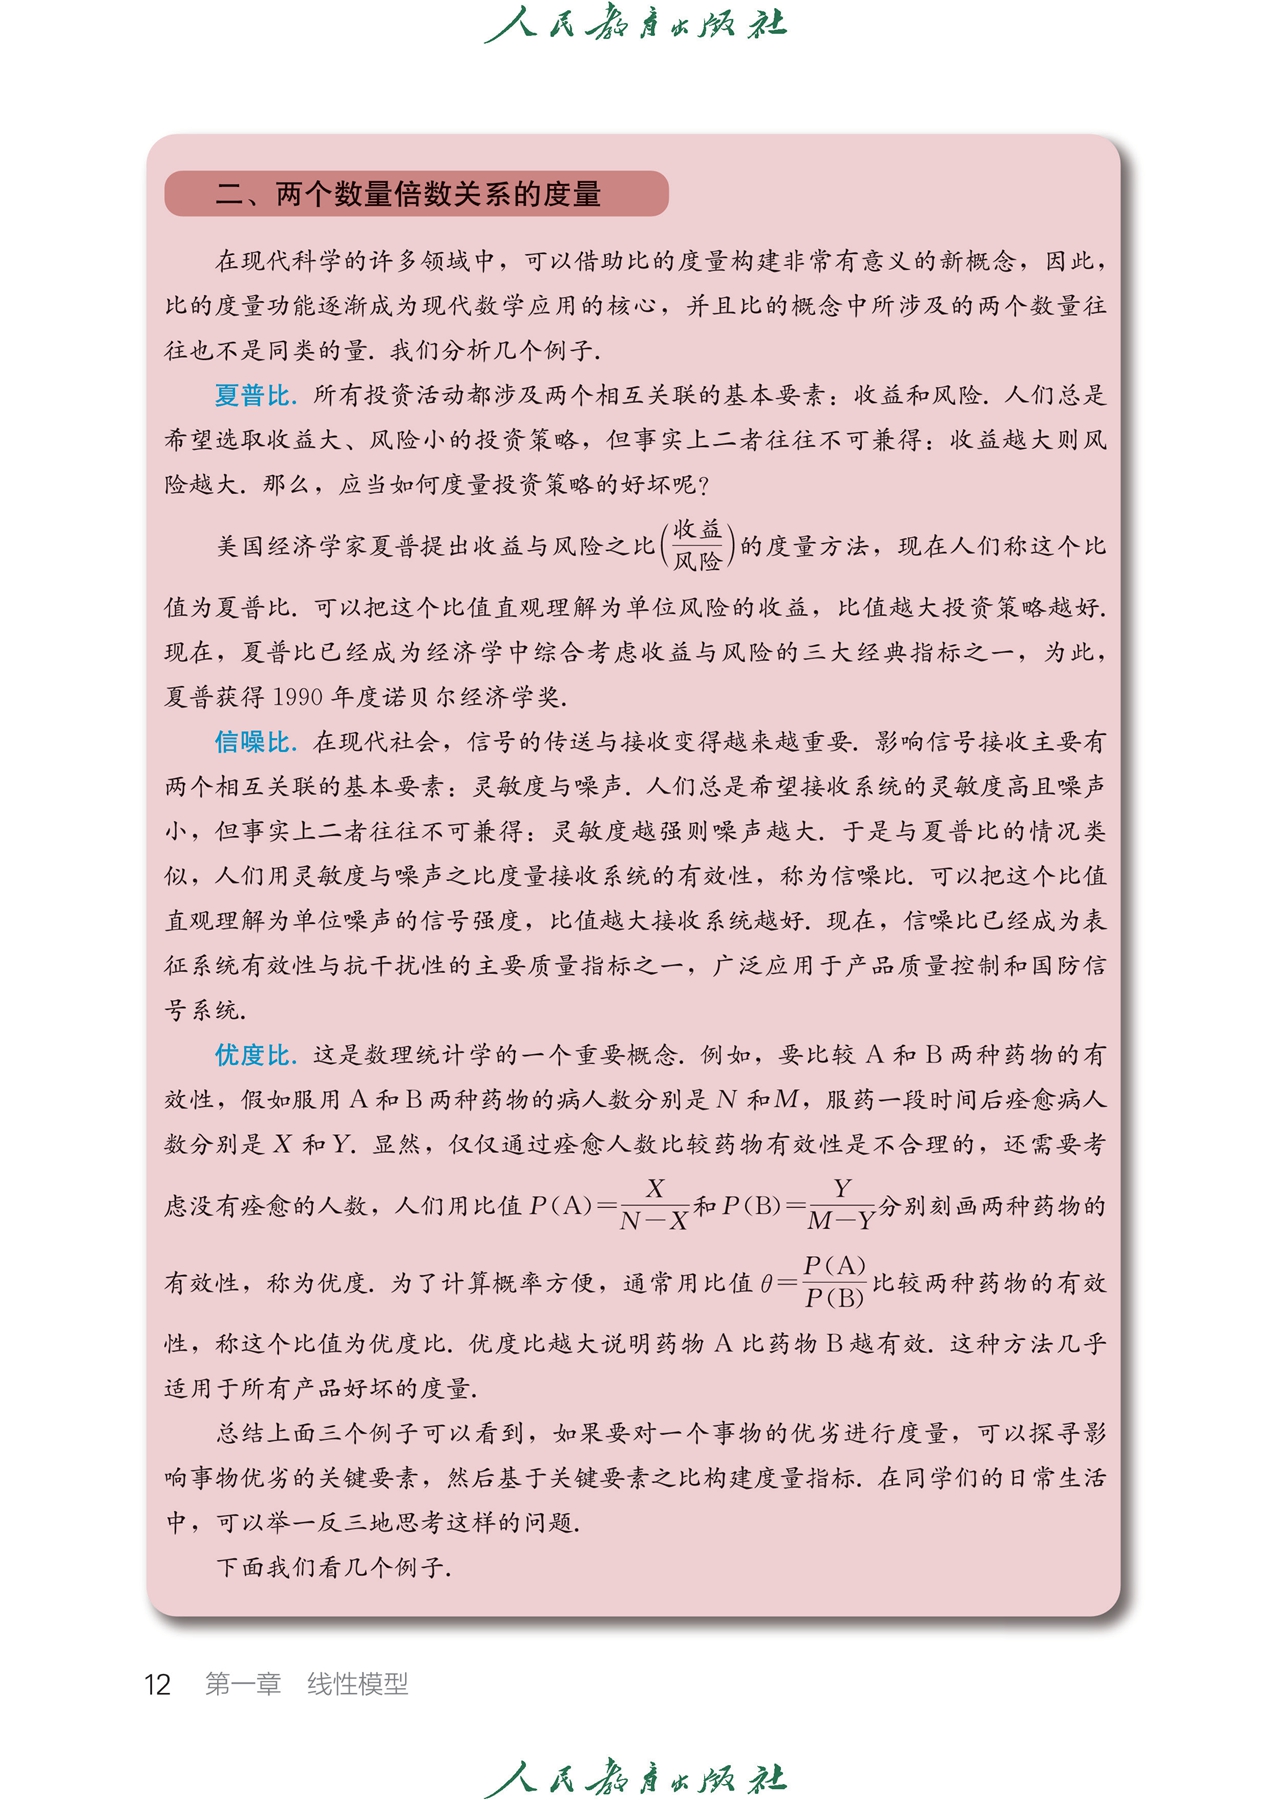 人民教育出版社
二、两个数量倍数关系的度量
在现代科学的许多领域中，可以借助比的度量构建非常有意义的新概念，因此，
比的度量功能逐渐成为现代数学应用的核心，并且比的概念中所涉及的两个数量往
往也不是同类的量．我们分析几个例子．
夏普比．所有投资活动都涉及两个相互关联的基本要素：收益和风险．人们总是
希望选取收益大、风险小的投资策略，但事实上二者往往不可兼得：收益越大则风
险越大．那么，应当如何度量投资策略的好坏呢？
美国经济学家夏普提出收益与风险之比(收益/风险)的度量方法，现在人们称这个比
值为夏普比．可以把这个比值直观理解为单位风险的收益，比值越大投资策略越好．
现在，夏普比已经成为经济学中综合考虑收益与风险的三大经典指标之一，为此，
夏普获得 1990 年度诺贝尔经济学奖．
信噪比．在现代社会，信号的传送与接收变得越来越重要．影响信号接收主要有
两个相互关联的基本要素：灵敏度与噪声．人们总是希望接收系统的灵敏度高且噪声
小，但事实上二者往往不可兼得：灵敏度越强则噪声越大．于是与夏普比的情况类
似，人们用灵敏度与噪声之比度量接收系统的有效性，称为信噪比．可以把这个比值
直观理解为单位噪声的信号强度，比值越大接收系统越好．现在，信噪比已经成为表
征系统有效性与抗干扰性的主要质量指标之一，广泛应用于产品质量控制和国防信
号系统．
优度比．这是数理统计学的一个重要概念．例如，要比较 A 和 B 两种药物的有
效性，假如服用 A 和 B 两种药物的病人数分别是 N 和 M，服药一段时间后痊愈病人
数分别是 X 和 Y．显然，仅仅通过痊愈人数比较药物有效性是不合理的，还需要考
虑没有痊愈的人数，人们用比值 P(A)=X/(N−X)和 P(B)=Y/(M−Y)分别刻画两种药物的
有效性，称为优度．为了计算概率方便，通常用比值 θ=P(A)/P(B)比较两种药物的有效
性，称这个比值为优度比．优度比越大说明药物 A 比药物 B 越有效．这种方法几乎
适用于所有产品好坏的度量．
总结上面三个例子可以看到，如果要对一个事物的优劣进行度量，可以探寻影
响事物优劣的关键要素，然后基于关键要素之比构建度量指标．在同学们的日常生活
中，可以举一反三地思考这样的问题．
下面我们看几个例子．
12 第一章 线性模型
人民教育出版社